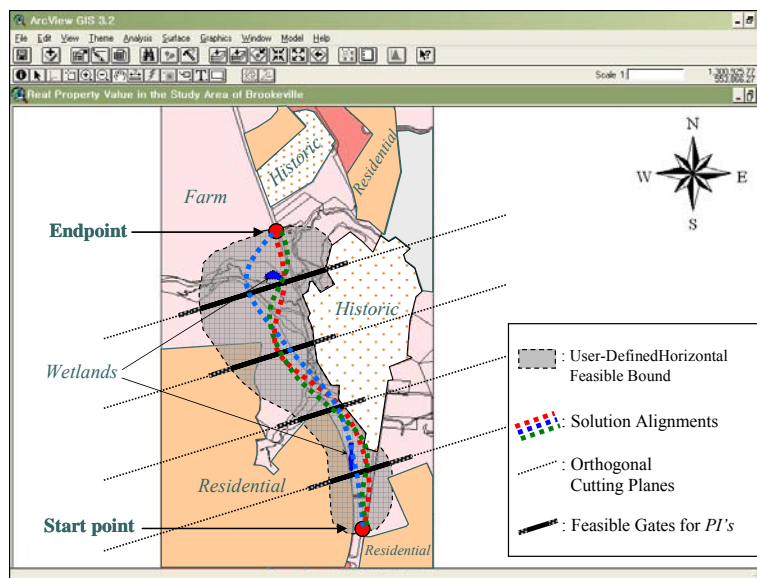 ArcView GIS 3.2
File Edit View Theme Analysis Surface Graphics Window Model Help
Scale 1:
Real Property Value in the Study Area of Brookeville
N
W E
S
Historic
Residential
Farm
Endpoint
Historic
Wetlands
Residential
Start point
Residential
: User-DefinedHorizontal
Feasible Bound
: Solution Alignments
: Orthogonal
Cutting Planes
: Feasible Gates for PI's